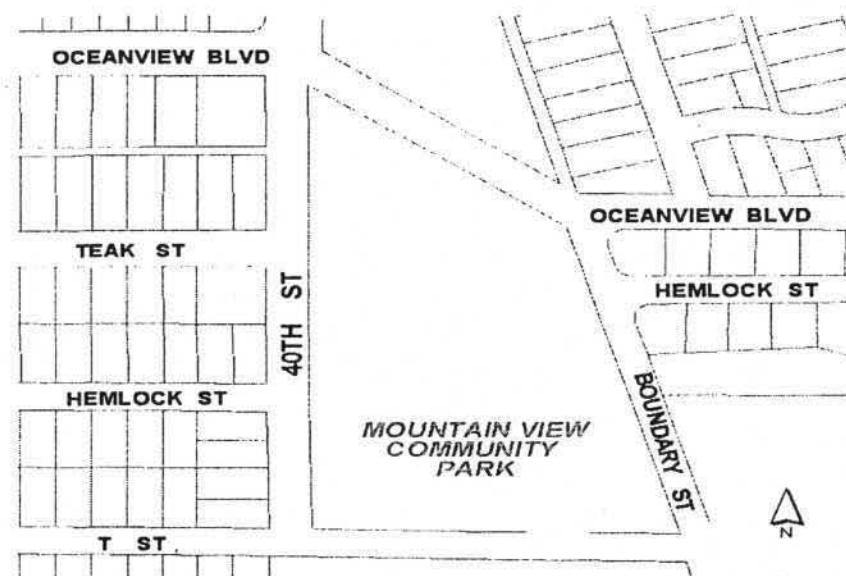 OCEANVIEW BLVD
OCEANVIEW BLVD
TEAK ST
HEMLOCK ST
40TH ST
HEMLOCK ST
BOUNDARY ST
MOUNTAIN VIEW
COMMUNITY
PARK
T ST
N